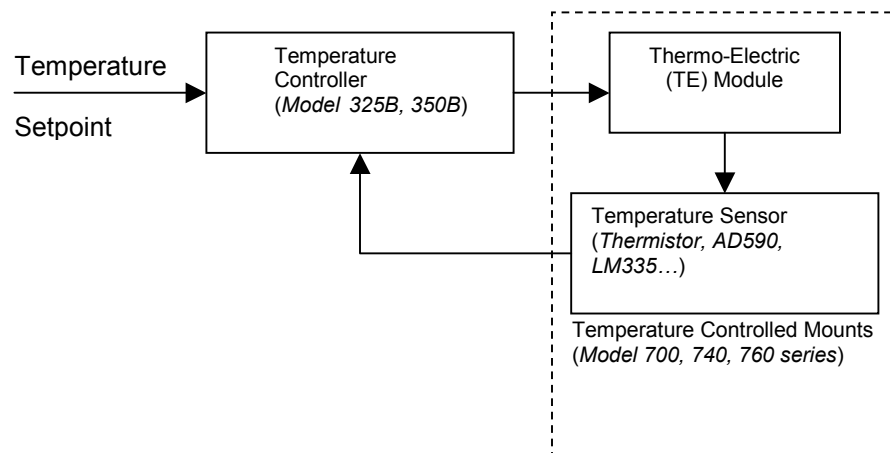 Temperature
Setpoint
Temperature
Controller
(Model 325B, 350B)
Thermo-Electric
(TE) Module
Temperature Sensor
(Thermistor, AD590,
LM335…)
Temperature Controlled Mounts
(Model 700, 740, 760 series)